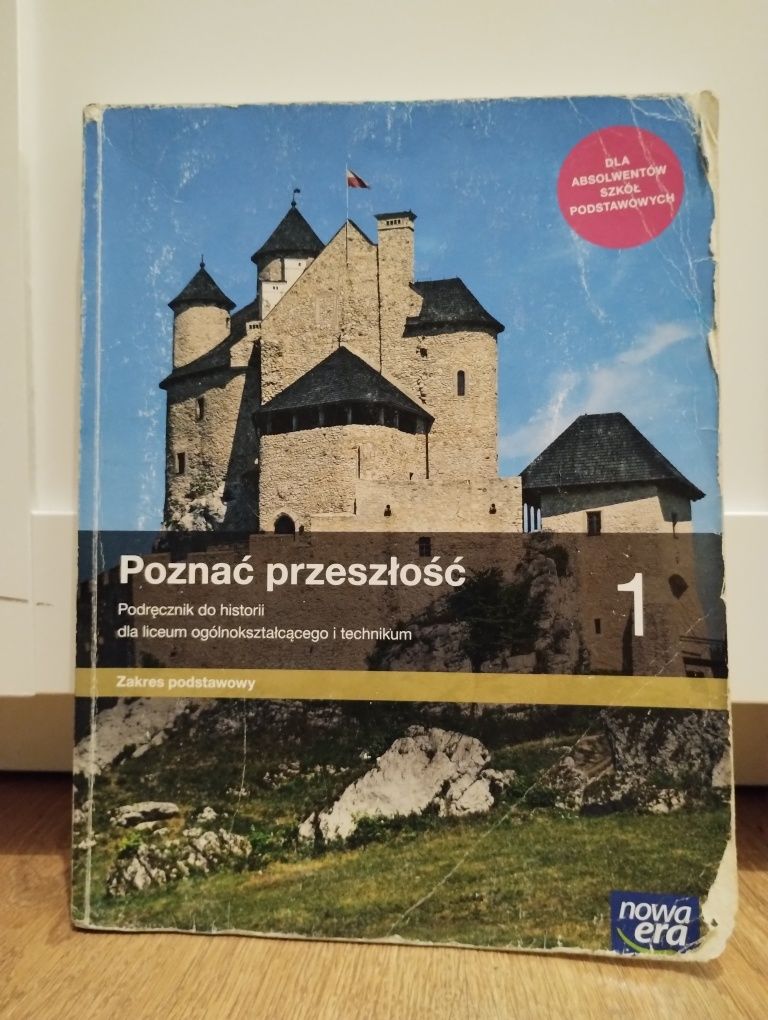 DLA
ABSOLWENTÓW
SZKÓŁ
PODSTAWOWYCH
Poznać przeszłość
1
Podręcznik do historii
dla liceum ogólnokształcącego i technikum
Zakres podstawowy
nowa
era